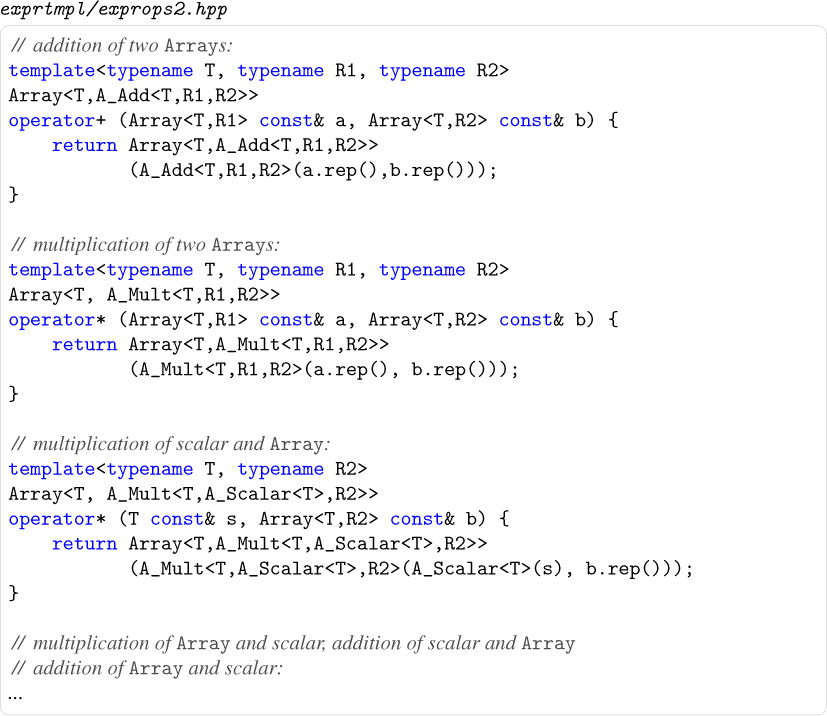 exprtmpl/exprops2.hpp
// addition of two Arrays:
template<typename T, typename R1, typename R2>
Array<T,A_Add<T,R1,R2>>
operator+ (Array<T,R1> const& a, Array<T,R2> const& b) {
    return Array<T,A_Add<T,R1,R2>>
           (A_Add<T,R1,R2>(a.rep(),b.rep()));
}

// multiplication of two Arrays:
template<typename T, typename R1, typename R2>
Array<T, A_Mult<T,R1,R2>>
operator* (Array<T,R1> const& a, Array<T,R2> const& b) {
    return Array<T,A_Mult<T,R1,R2>>
           (A_Mult<T,R1,R2>(a.rep(), b.rep()));
}

// multiplication of scalar and Array:
template<typename T, typename R2>
Array<T, A_Mult<T,A_Scalar<T>,R2>>
operator* (T const& s, Array<T,R2> const& b) {
    return Array<T,A_Mult<T,A_Scalar<T>,R2>>
           (A_Mult<T,A_Scalar<T>,R2>(A_Scalar<T>(s), b.rep()));
}

// multiplication of Array and scalar, addition of scalar and Array
// addition of Array and scalar:
...